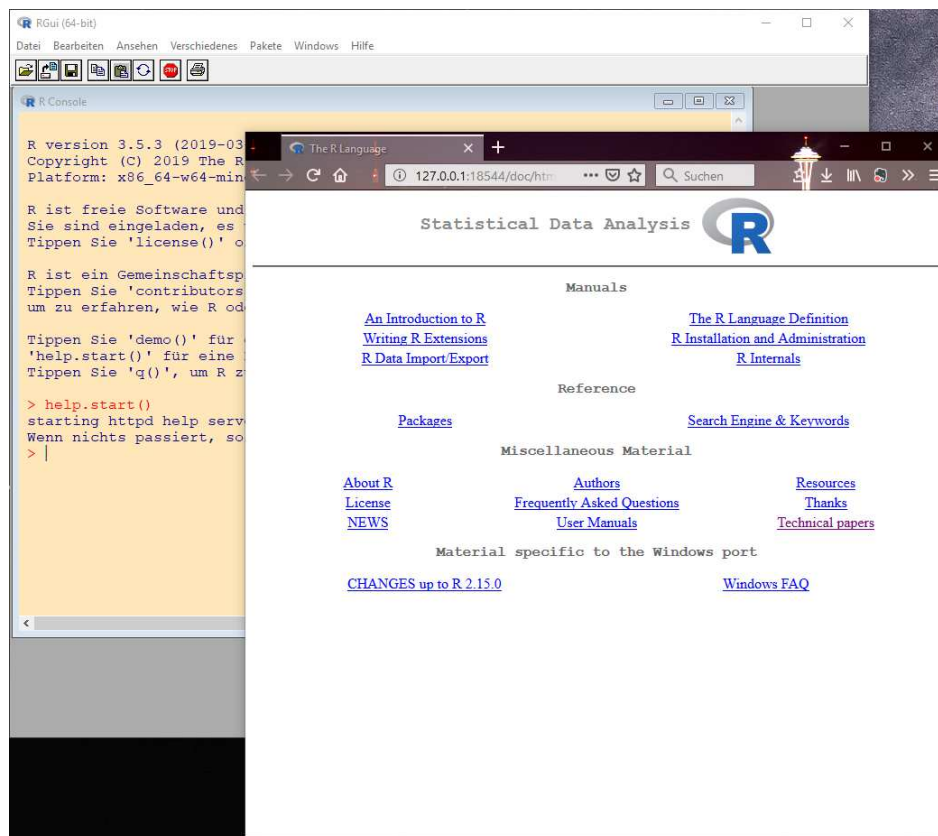 RGui (64-bit)
Datei Bearbeiten Ansehen Verschiedenes Pakete Windows Hilfe
STOP
R Console
R version 3.5.3 (2019-03
Copyright (C) 2019 The R
Platform: x86_64-w64-min
R ist freie Software und
Sie sind eingeladen, es
Tippen Sie 'license()' o
R ist ein Gemeinschaftsp
Tippen Sie 'contributors
um zu erfahren, wie R od
Tippen Sie 'demo()' für
'help.start()' für eine
Tippen Sie 'q()', um R z
> help.start()
starting httpd help serv
Wenn nichts passiert, so
>
The R Language
127.0.0.1:18544/doc/htm
Suchen
Statistical Data Analysis R
Manuals
An Introduction to R The R Language Definition
Writing R Extensions R Installation and Administration
R Data Import/Export R Internals
Reference
Packages Search Engine & Keywords
Miscellaneous Material
About R Authors Resources
License Frequently Asked Questions Thanks
NEWS User Manuals Technical papers
Material specific to the Windows port
CHANGES up to R 2.15.0 Windows FAQ